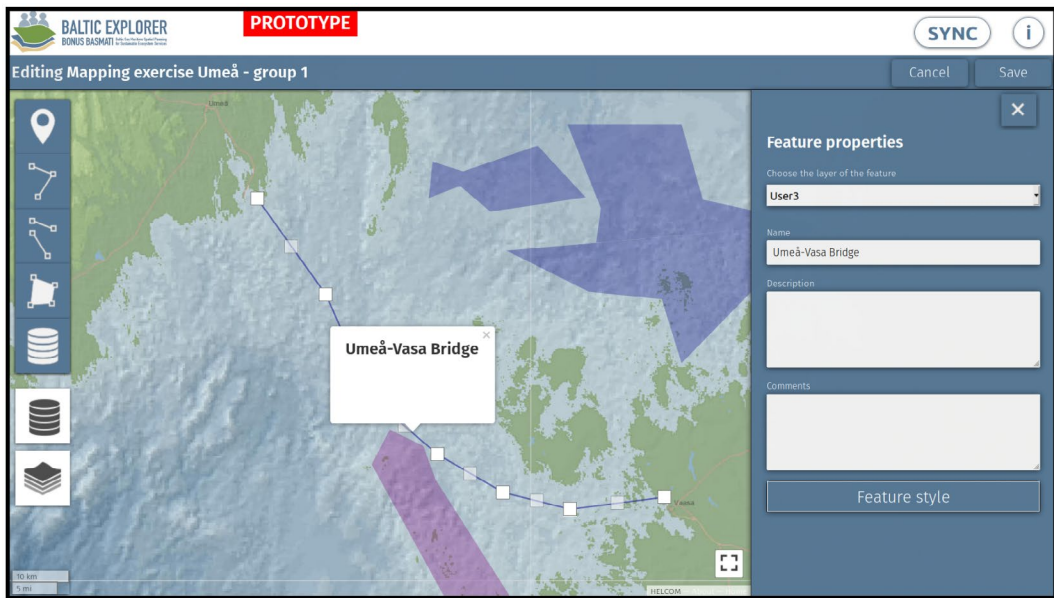 BALTIC EXPLORER
PROTOTYPE
BONUS BASMATI
SYNC
i
Editing Mapping exercise Umeå - group 1
Cancel
Save
Umeå
×
Feature properties
Choose the layer of the feature
User3
Name
Umeå-Vasa Bridge
Description
Umeå-Vasa Bridge
×
Comments
Feature style
Vaasa
10 km
5 mi
HELCOM